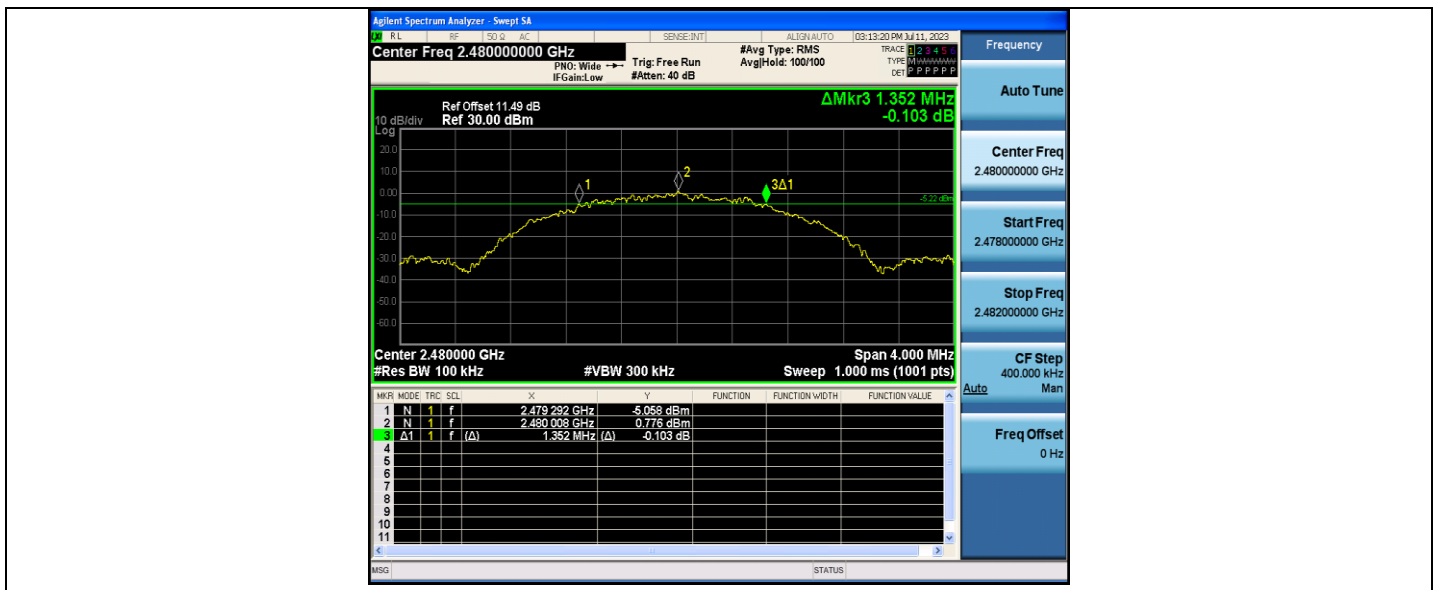 Agilent Spectrum Analyzer - Swept SA
RL RF 50 Ω AC SENSE:INT ALIGNAUTO 03:13:20 PM Jul 11, 2023
Center Freq 2.480000000 GHz
PNO: Wide
IFGain:Low
Trig: Free Run
#Atten: 40 dB
#Avg Type: RMS
Avg|Hold: 100/100
TRACE 1 2 3 4 5 6
TYPE M
DET P P P P P P
Frequency
Auto Tune
Center Freq
2.480000000 GHz
Start Freq
2.478000000 GHz
Stop Freq
2.482000000 GHz
CF Step
400.000 kHz
Auto Man
Freq Offset
0 Hz
ΔMkr3 1.352 MHz
-0.103 dB
Ref Offset 11.49 dB
10 dB/div Ref 30.00 dBm
Log
20.0
10.0
0.00
-10.0
-20.0
-30.0
-40.0
-50.0
-60.0
1
2
3Δ1
-5.22 dBm
Center 2.480000 GHz Span 4.000 MHz
#Res BW 100 kHz #VBW 300 kHz Sweep 1.000 ms (1001 pts)
MKR MODE TRC SCL X Y FUNCTION FUNCTION WIDTH FUNCTION VALUE
1 N 1 f 2.479 292 GHz -5.058 dBm
2 N 1 f 2.480 008 GHz 0.776 dBm
3 Δ1 1 f (Δ) 1.352 MHz (Δ) -0.103 dB
4
5
6
7
8
9
10
11
MSG STATUS